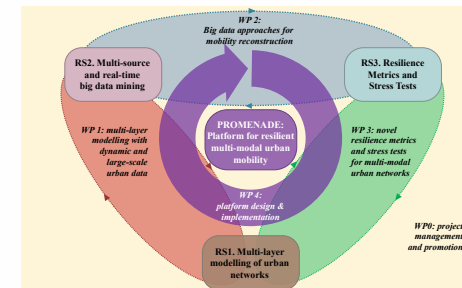 WP 2:
Big data approaches for
mobility reconstruction
RS2. Multi-source
and real-time
big data mining
RS3. Resilience
Metrics and
Stress Tests
PROMENADE:
Platform for resilient
multi-modal urban
mobility
WP 1: multi-layer
modelling with
dynamic and
large-scale
urban data
WP 3: novel
resilience metrics
and stress tests
for multi-modal
urban networks
WP 4:
platform design &
implementation
RS1. Multi-layer
modelling of urban
networks
WP0: project
management
and promotion